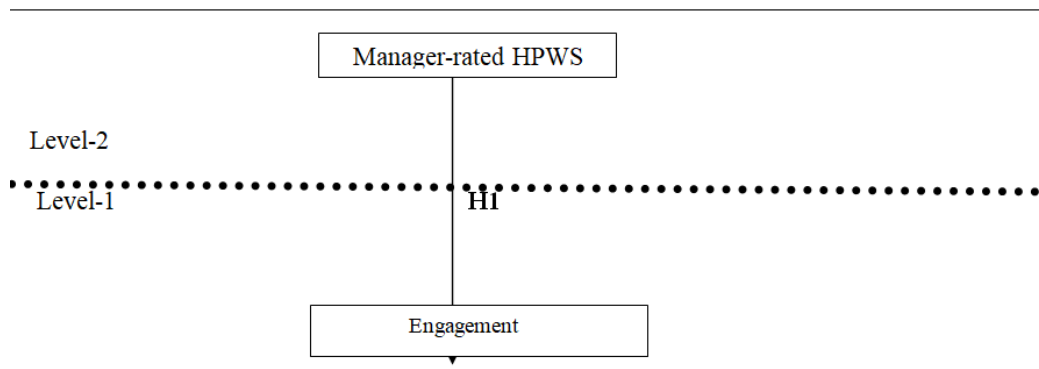 Manager-rated HPWS
Level-2
Level-1
H1
Engagement